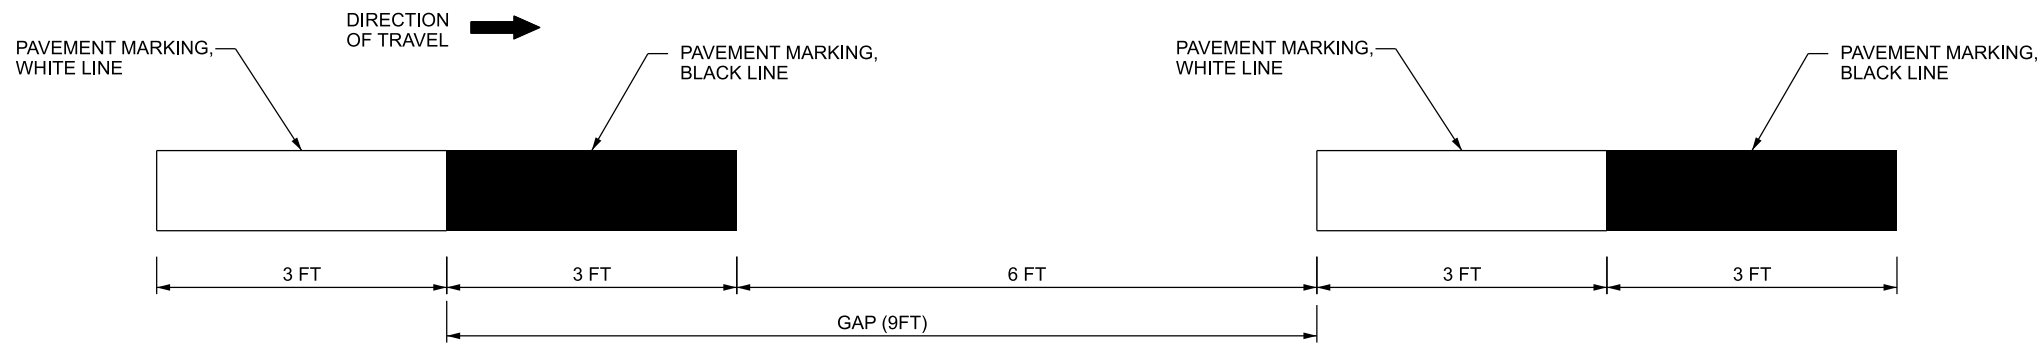 DIRECTION
OF TRAVEL
PAVEMENT MARKING,
WHITE LINE
PAVEMENT MARKING,
BLACK LINE
PAVEMENT MARKING,
WHITE LINE
PAVEMENT MARKING,
BLACK LINE
3 FT
3 FT
6 FT
3 FT
3 FT
GAP (9FT)